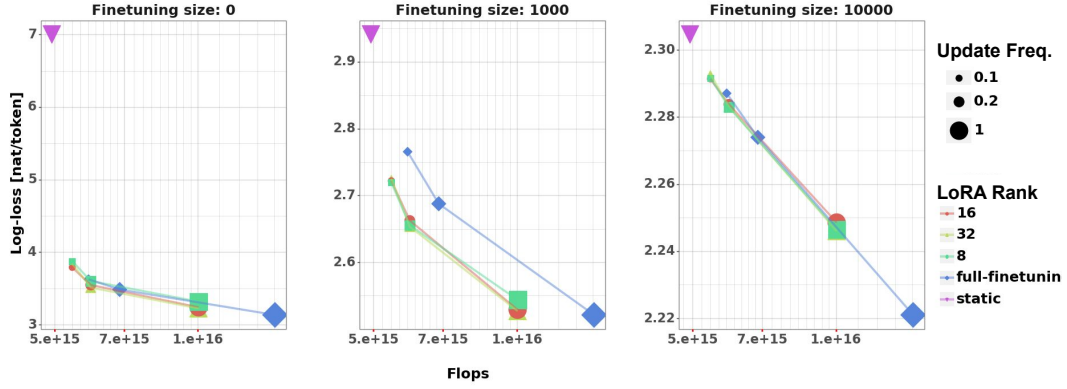 Finetuning size: 0
Finetuning size: 1000
Finetuning size: 10000
Log-loss [nat/token]
7
6
5
4
3
5.e+15
7.e+15
1.e+16
2.9
2.8
2.7
2.6
5.e+15
7.e+15
1.e+16
2.30
2.28
2.26
2.24
2.22
5.e+15
7.e+15
1.e+16
Flops
Update Freq.
0.1
0.2
1
LoRA Rank
16
32
8
full-finetunin
static